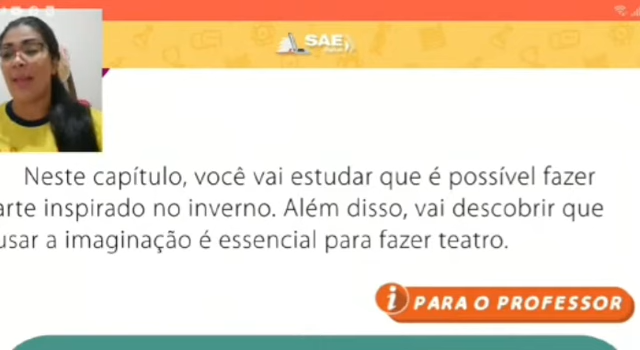 SAE
Neste capítulo, você vai estudar que é possível fazer
arte inspirado no inverno. Além disso, vai descobrir que
usar a imaginação é essencial para fazer teatro.
i PARA O PROFESSOR